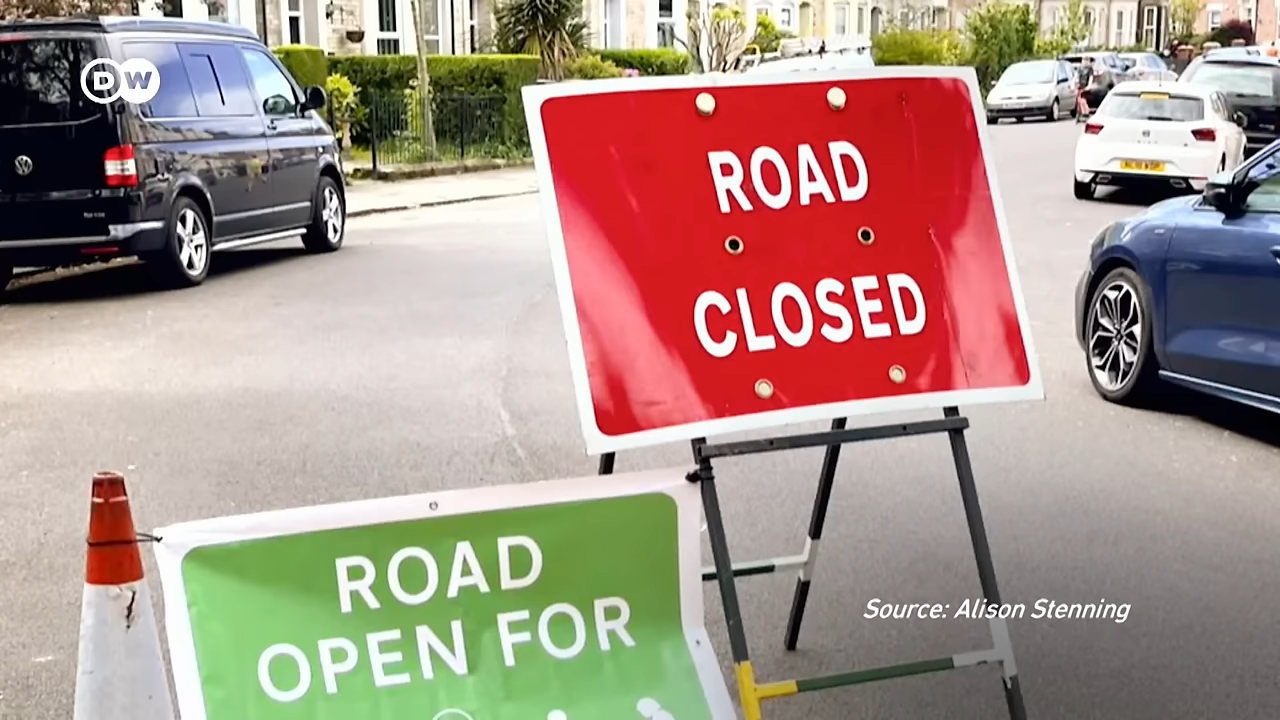 DW
ROAD
CLOSED
ROAD
OPEN FOR
Source: Alison Stenning